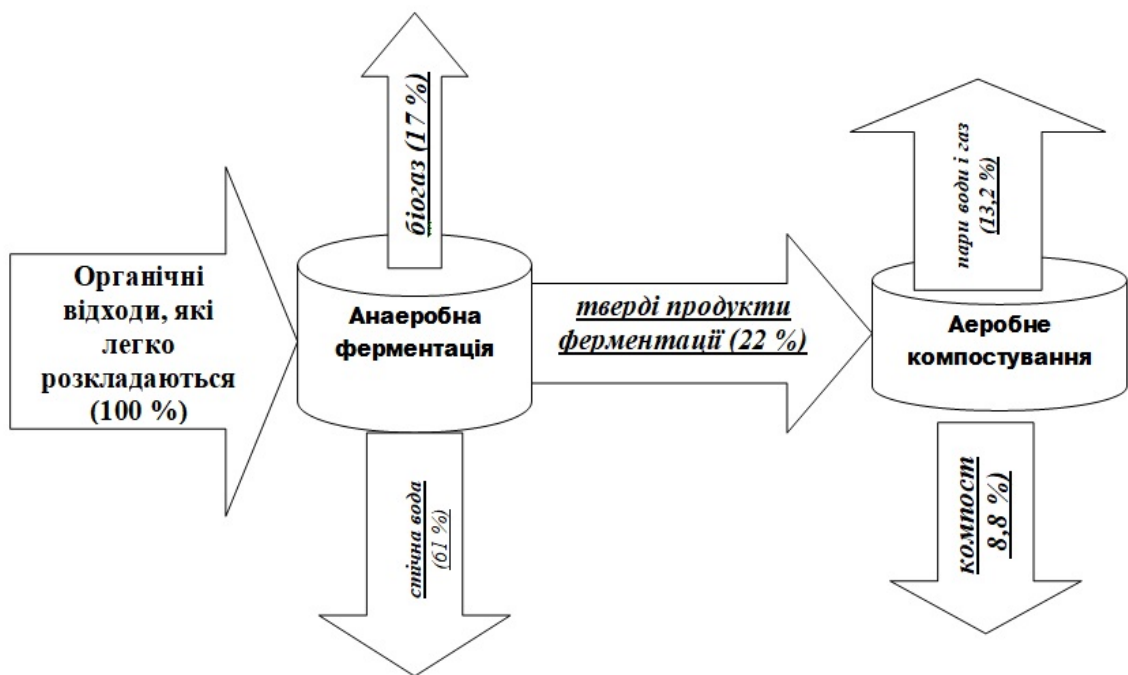 Органічні
відходи, які
легко
розкладаються
(100 %)
біогаз (17 %)
Анаеробна
ферментація
стічна вода
(61 %)
тверді продукти
ферментації (22 %)
пари води і газ
(13,2 %)
Аеробне
компостування
компост
8,8 %)